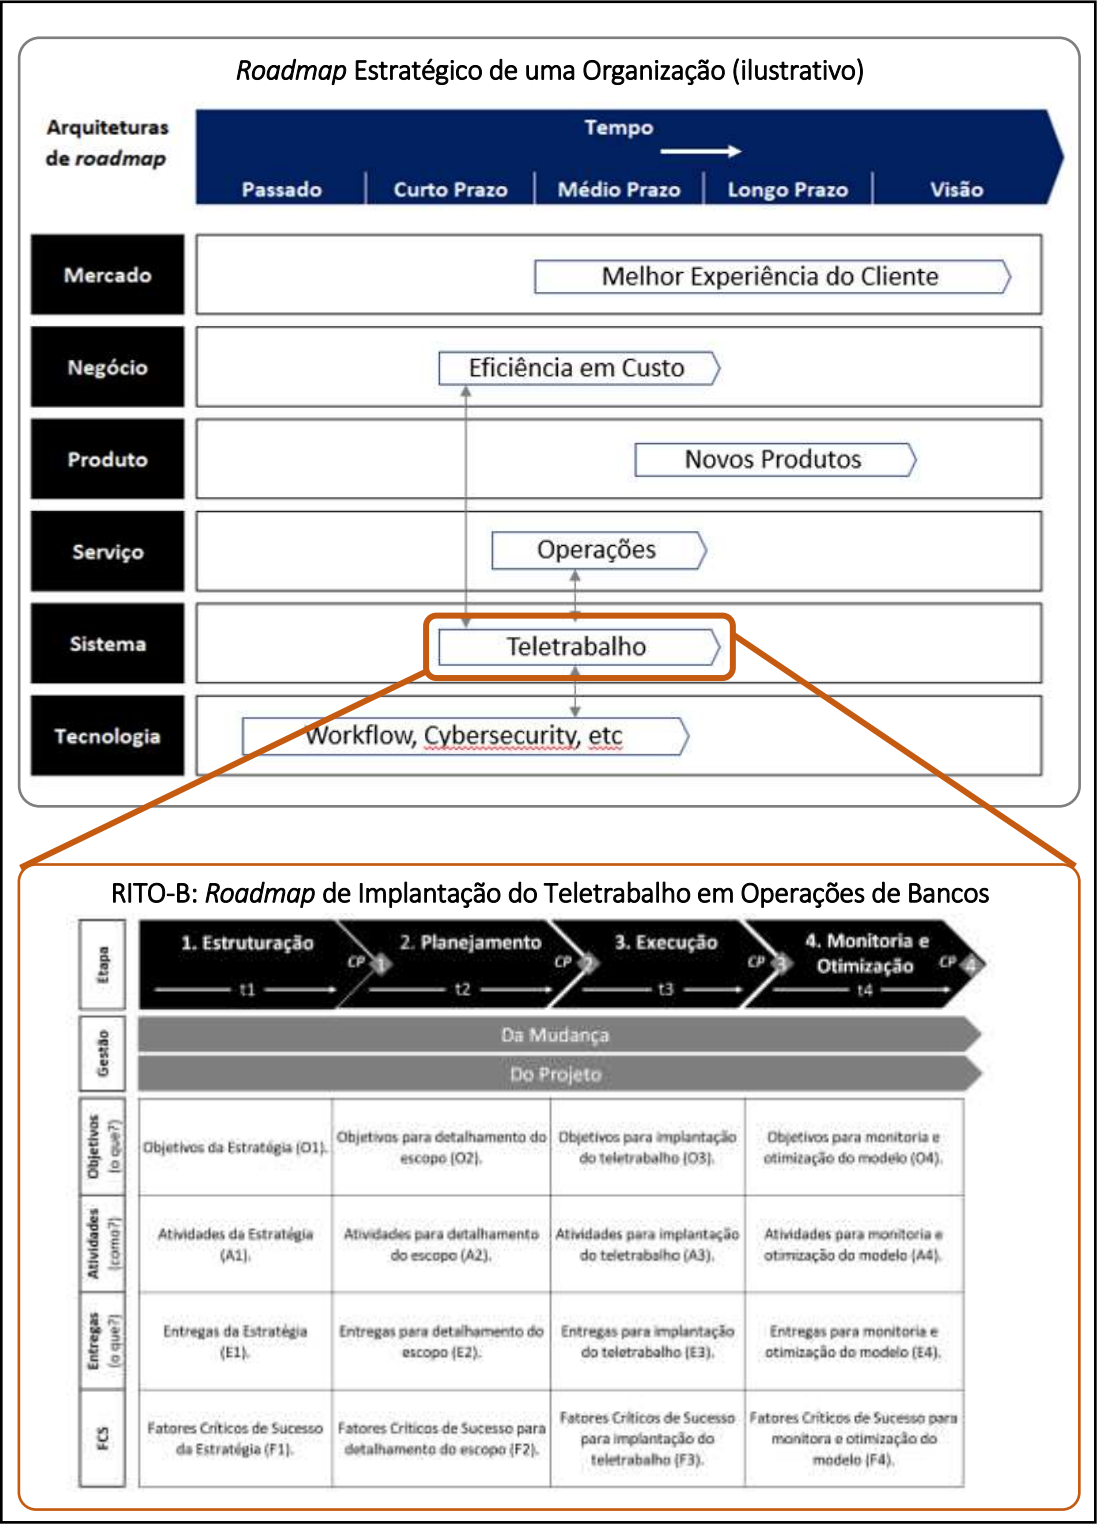 Roadmap Estratégico de uma Organização (ilustrativo)
Arquiteturas
de roadmap
Tempo
Passado
Curto Prazo
Médio Prazo
Longo Prazo
Visão
Mercado
Melhor Experiência do Cliente
Negócio
Eficiência em Custo
Produto
Novos Produtos
Serviço
Operações
Sistema
Teletrabalho
Tecnologia
Workflow, Cybersecurity, etc
RITO-B: Roadmap de Implantação do Teletrabalho em Operações de Bancos
Etapa
1. Estruturação
t1
CP 1
2. Planejamento
t2
CP 2
3. Execução
t3
CP 3
4. Monitoria e
Otimização
t4
CP 4
Gestão
Da Mudança
Do Projeto
Objetivos
(o que?)
Objetivos da Estratégia (O1).
Objetivos para detalhamento do
escopo (O2).
Objetivos para implantação
do teletrabalho (O3).
Objetivos para monitoria e
otimização do modelo (O4).
Atividades
(como?)
Atividades da Estratégia
(A1).
Atividades para detalhamento
do escopo (A2).
Atividades para implantação
do teletrabalho (A3).
Atividades para monitoria e
otimização do modelo (A4).
Entregas
(o que?)
Entregas da Estratégia
(E1).
Entregas para detalhamento do
escopo (E2).
Entregas para implantação
do teletrabalho (E3).
Entregas para monitoria e
otimização do modelo (E4).
FCS
Fatores Críticos de Sucesso
da Estratégia (F1).
Fatores Críticos de Sucesso para
detalhamento do escopo (F2).
Fatores Críticos de Sucesso
para implantação do
teletrabalho (F3).
Fatores Críticos de Sucesso para
monitora e otimização do
modelo (F4).